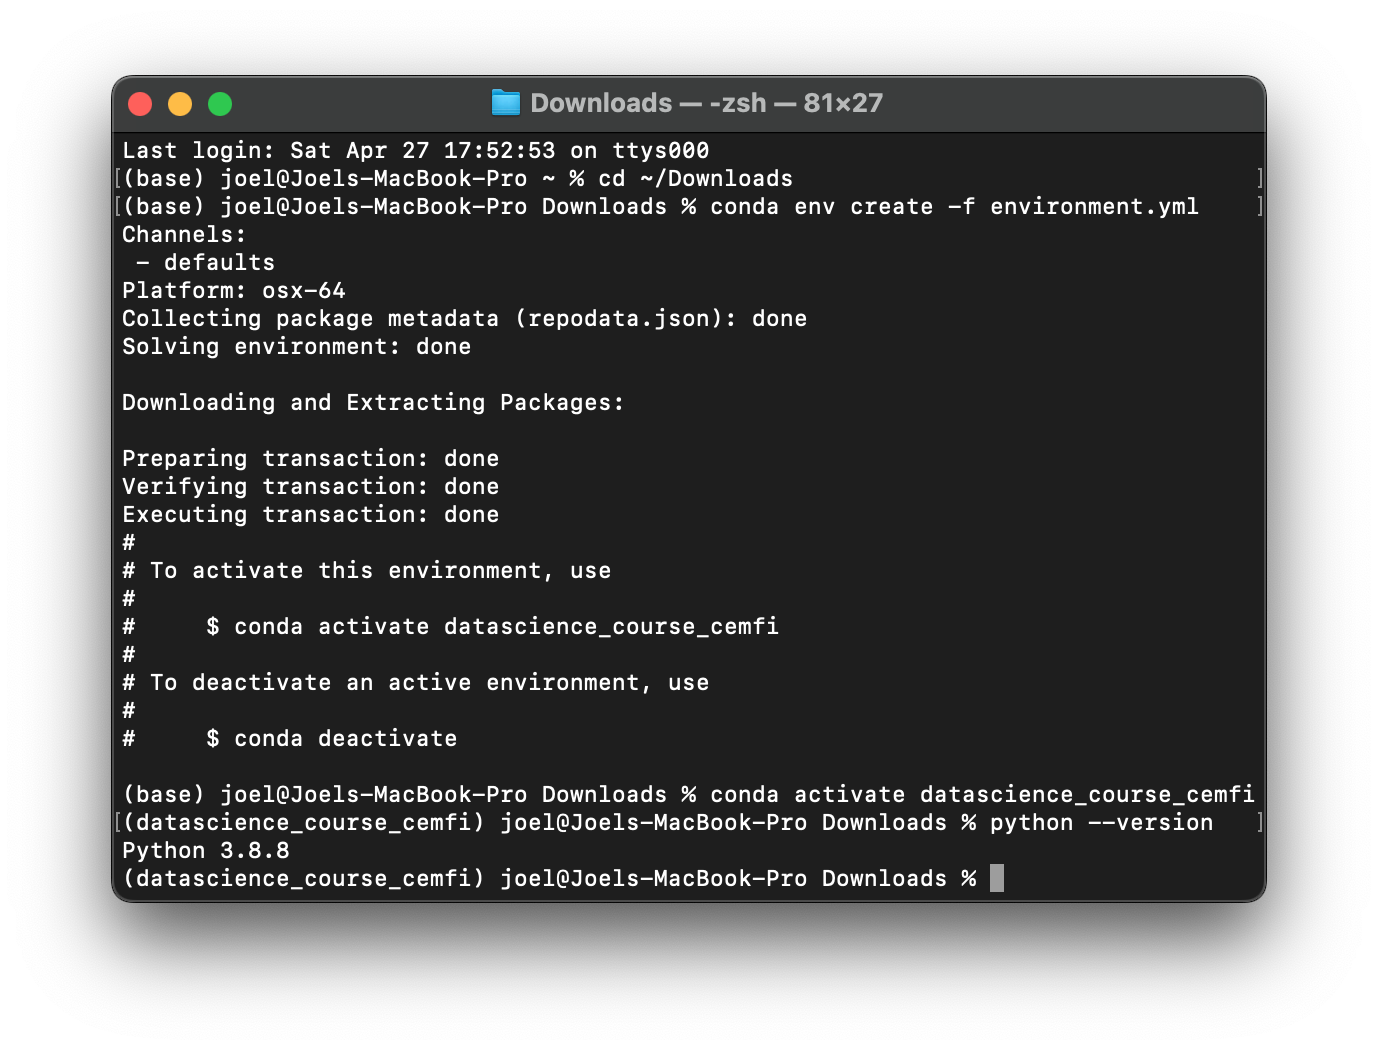 Downloads — -zsh — 81×27
Last login: Sat Apr 27 17:52:53 on ttys000
[(base) joel@Joels-MacBook-Pro ~ % cd ~/Downloads ]
[(base) joel@Joels-MacBook-Pro Downloads % conda env create -f environment.yml ]
Channels:
 - defaults
Platform: osx-64
Collecting package metadata (repodata.json): done
Solving environment: done

Downloading and Extracting Packages:

Preparing transaction: done
Verifying transaction: done
Executing transaction: done
#
# To activate this environment, use
#
#     $ conda activate datascience_course_cemfi
#
# To deactivate an active environment, use
#
#     $ conda deactivate

(base) joel@Joels-MacBook-Pro Downloads % conda activate datascience_course_cemfi
[(datascience_course_cemfi) joel@Joels-MacBook-Pro Downloads % python --version ]
Python 3.8.8
(datascience_course_cemfi) joel@Joels-MacBook-Pro Downloads %